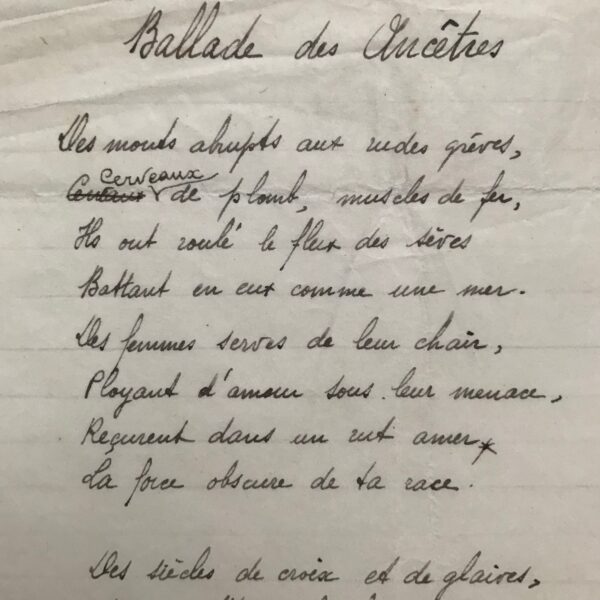 Ballade des Ancêtres
Des monts abrupts aux rudes grèves,
Cerveaux
Cerveaux de plomb, muscles de fer,
Ils ont roulé le flux des sèves
Battant en eux comme une mer.
Des femmes serves de leur chair,
Ployant d'amour sous leur menace,
Reçurent dans un rut amer
La force obscure de ta race.
Des siècles de croix et de glaives,